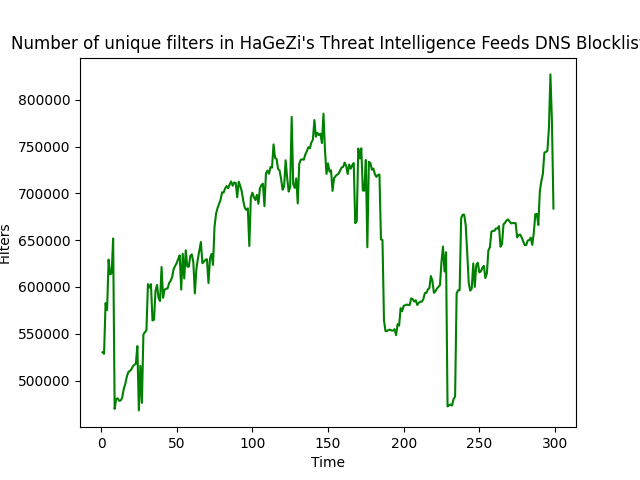 Number of unique filters in HaGeZi's Threat Intelligence Feeds DNS Blocklist
800000
750000
700000
650000
600000
550000
500000
Filters
0 50 100 150 200 250 300
Time